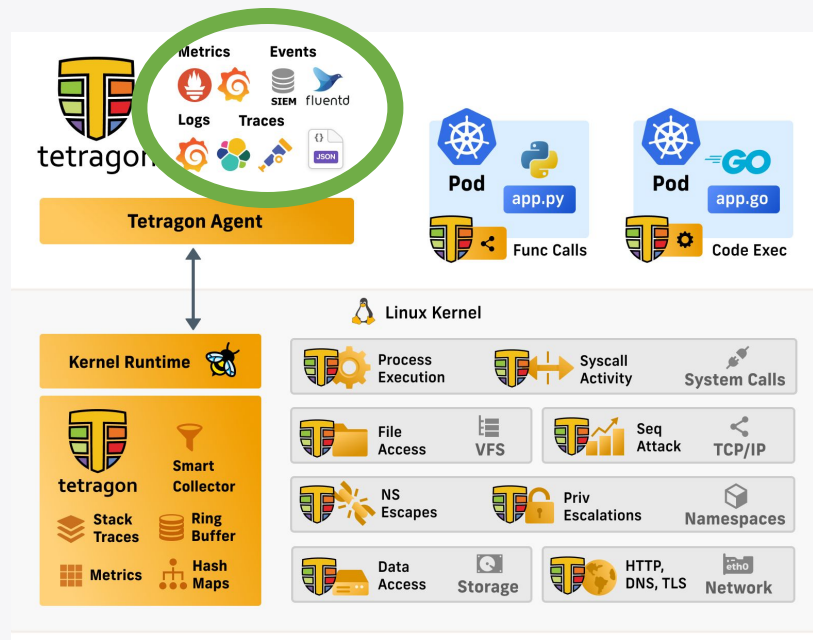 Metrics
Events
SIEM
fluentd
Logs
Traces
{}
JSON
tetragon
Tetragon Agent
Pod
app.py
Func Calls
Pod
GO
app.go
Code Exec
Linux Kernel
Kernel Runtime
tetragon
Smart
Collector
Stack
Traces
Ring
Buffer
Metrics
Hash
Maps
Process
Execution
Syscall
Activity
System Calls
File
Access
VFS
Seq
Attack
TCP/IP
NS
Escapes
Priv
Escalations
Namespaces
Data
Access
Storage
HTTP,
DNS, TLS
eth0
Network